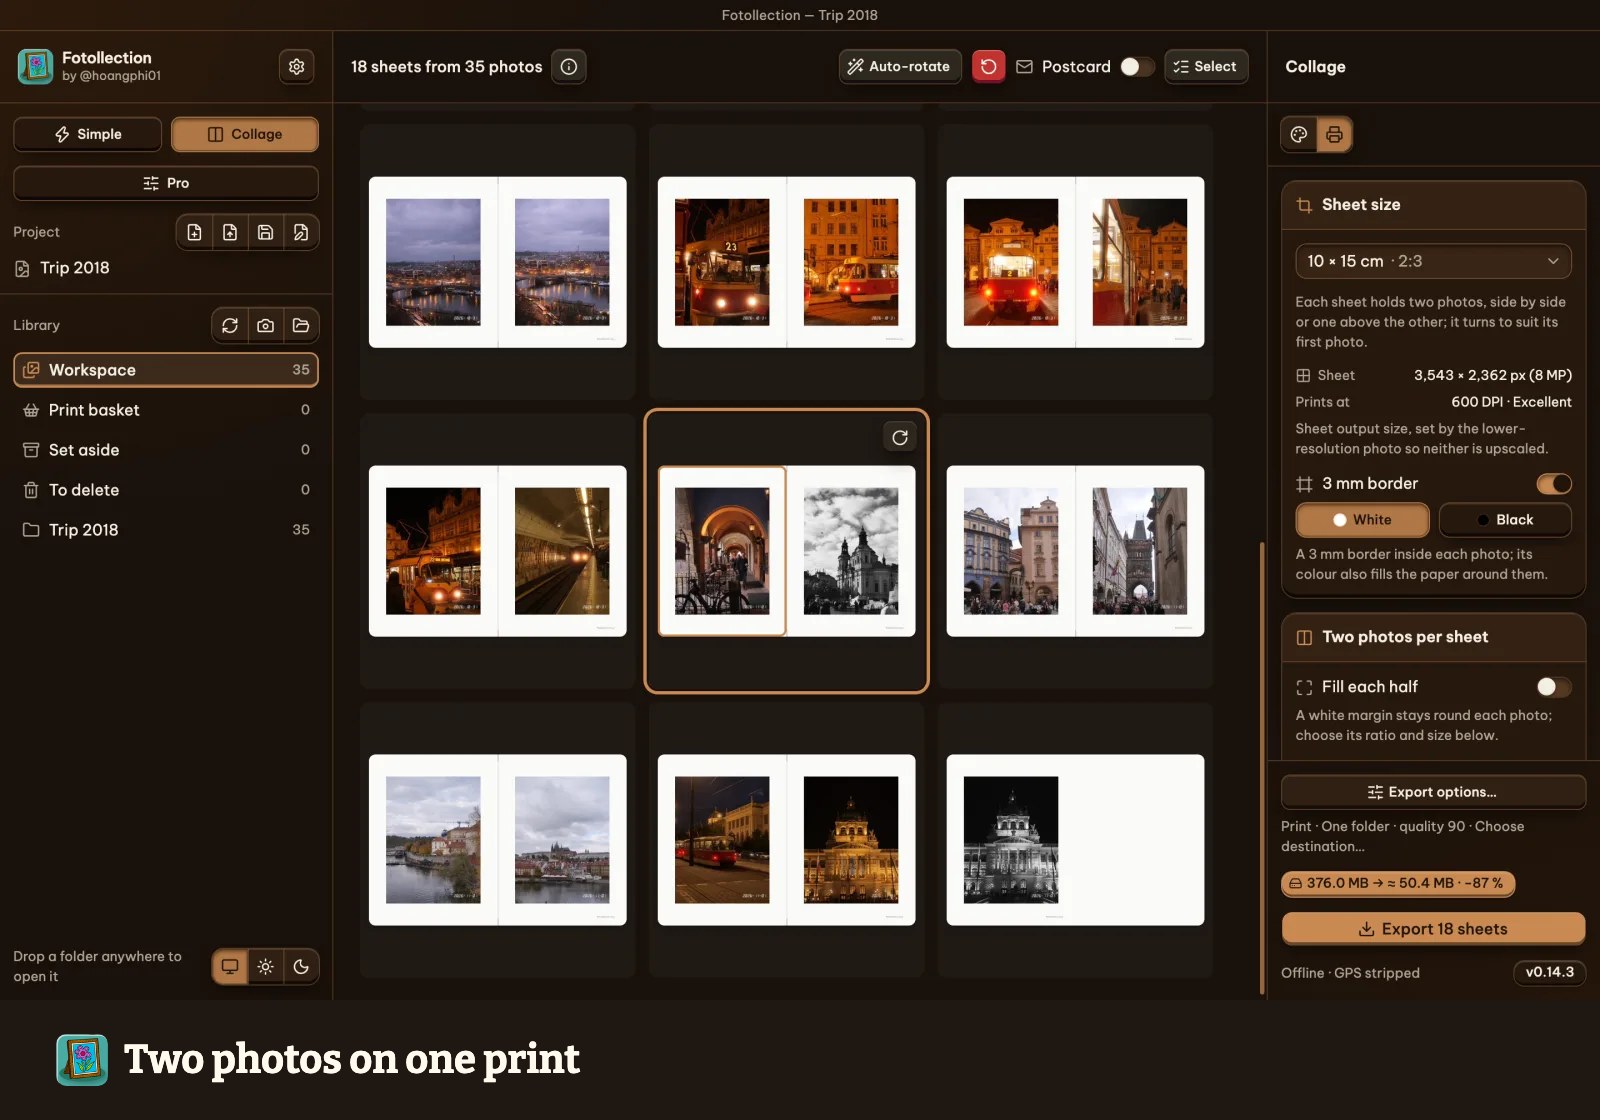 Fotollection — Trip 2018
Fotollection
by @hoangphi01
Simple
Collage
Pro
Project
Trip 2018
Library
Workspace 35
Print basket 0
Set aside 0
To delete 0
Trip 2018 35
Drop a folder anywhere to
open it
18 sheets from 35 photos
Auto-rotate
Postcard
Select
23
Collage
Sheet size
10 × 15 cm · 2:3
Each sheet holds two photos, side by side
or one above the other; it turns to suit its
first photo.
Sheet 3,543 × 2,362 px (8 MP)
Prints at 600 DPI · Excellent
Sheet output size, set by the lower-
resolution photo so neither is upscaled.
3 mm border
White
Black
A 3 mm border inside each photo; its
colour also fills the paper around them.
Two photos per sheet
Fill each half
A white margin stays round each photo;
choose its ratio and size below.
Export options…
Print · One folder · quality 90 · Choose
destination…
376.0 MB → ≈ 50.4 MB · −87 %
Export 18 sheets
Offline · GPS stripped
v0.14.3
Two photos on one print